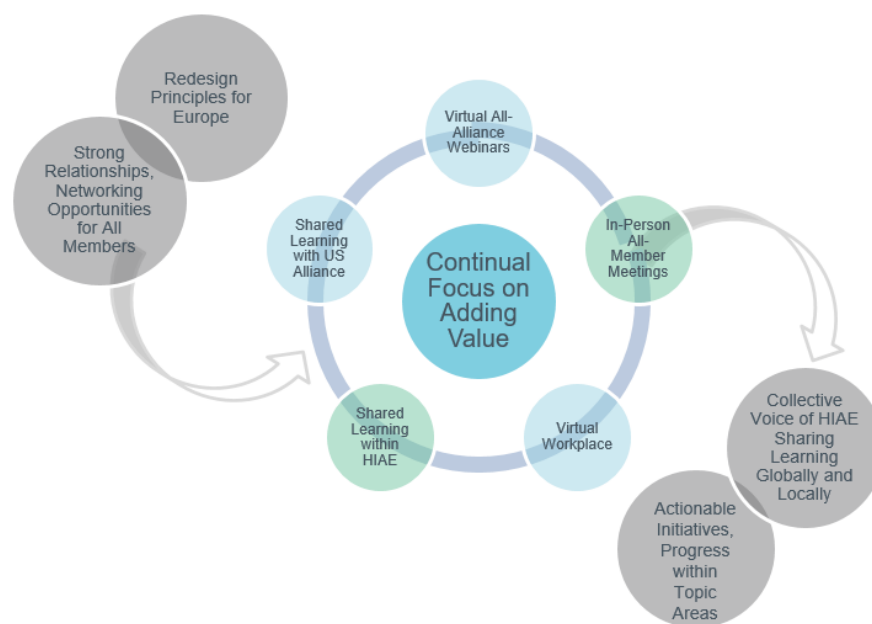 Redesign
Principles for
Europe
Strong
Relationships,
Networking
Opportunities
for All
Members
Virtual All-
Alliance
Webinars
Shared
Learning
with US
Alliance
In-Person
All-
Member
Meetings
Continual
Focus on
Adding
Value
Shared
Learning
within
HIAE
Virtual
Workplace
Collective
Voice of HIAE
Sharing
Learning
Globally and
Locally
Actionable
Initiatives,
Progress
within
Topic
Areas